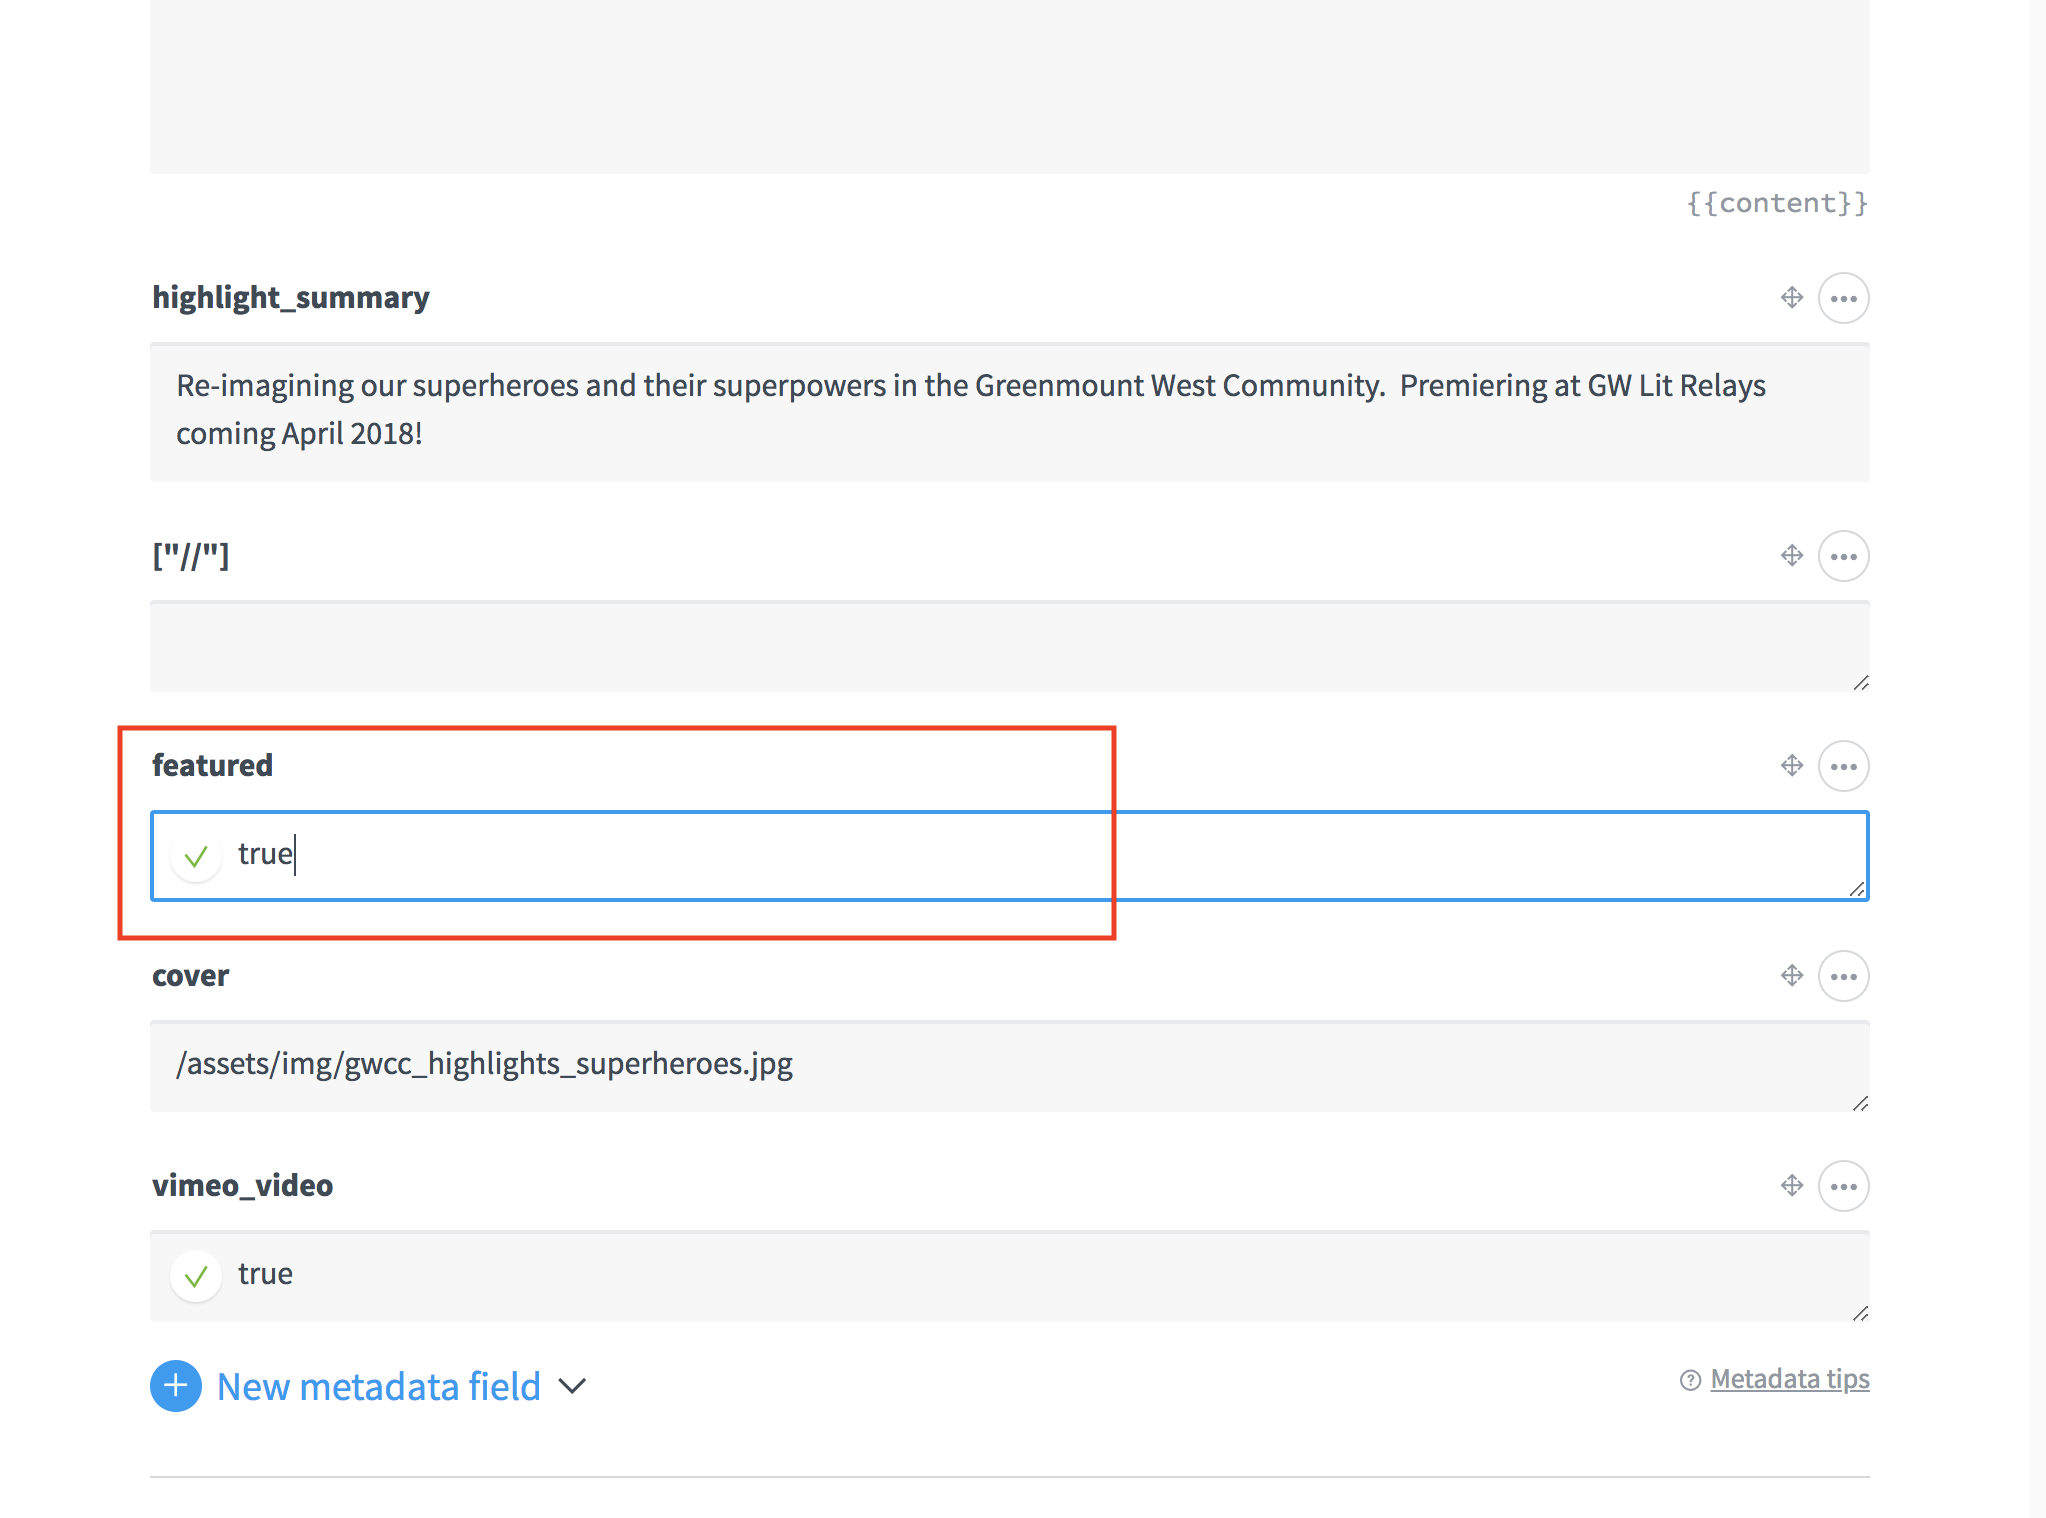 {{content}}
highlight_summary
Re-imagining our superheroes and their superpowers in the Greenmount West Community.  Premiering at GW Lit Relays
coming April 2018!
["//"]
featured
true
cover
/assets/img/gwcc_highlights_superheroes.jpg
vimeo_video
true
New metadata field
Metadata tips